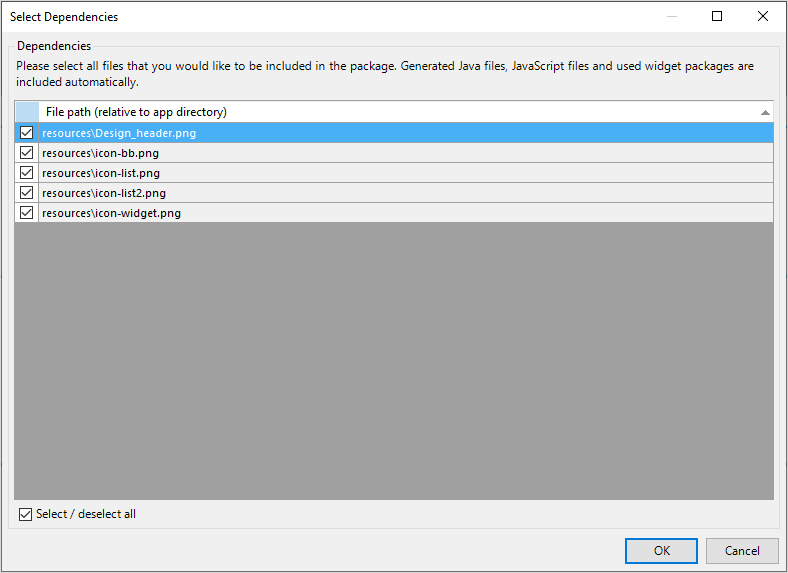 Select Dependencies
Dependencies
Please select all files that you would like to be included in the package. Generated Java files, JavaScript files and used widget packages are
included automatically.
File path (relative to app directory)
resources\Design_header.png
resources\icon-bb.png
resources\icon-list.png
resources\icon-list2.png
resources\icon-widget.png
Select / deselect all
OK Cancel